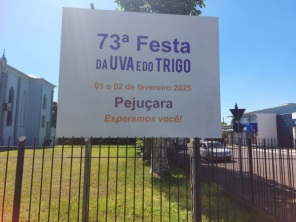 73ª Festa
DA UVA E DO TRIGO
01 e 02 de fevereiro 2025
Pejuçara
Esperamos você!